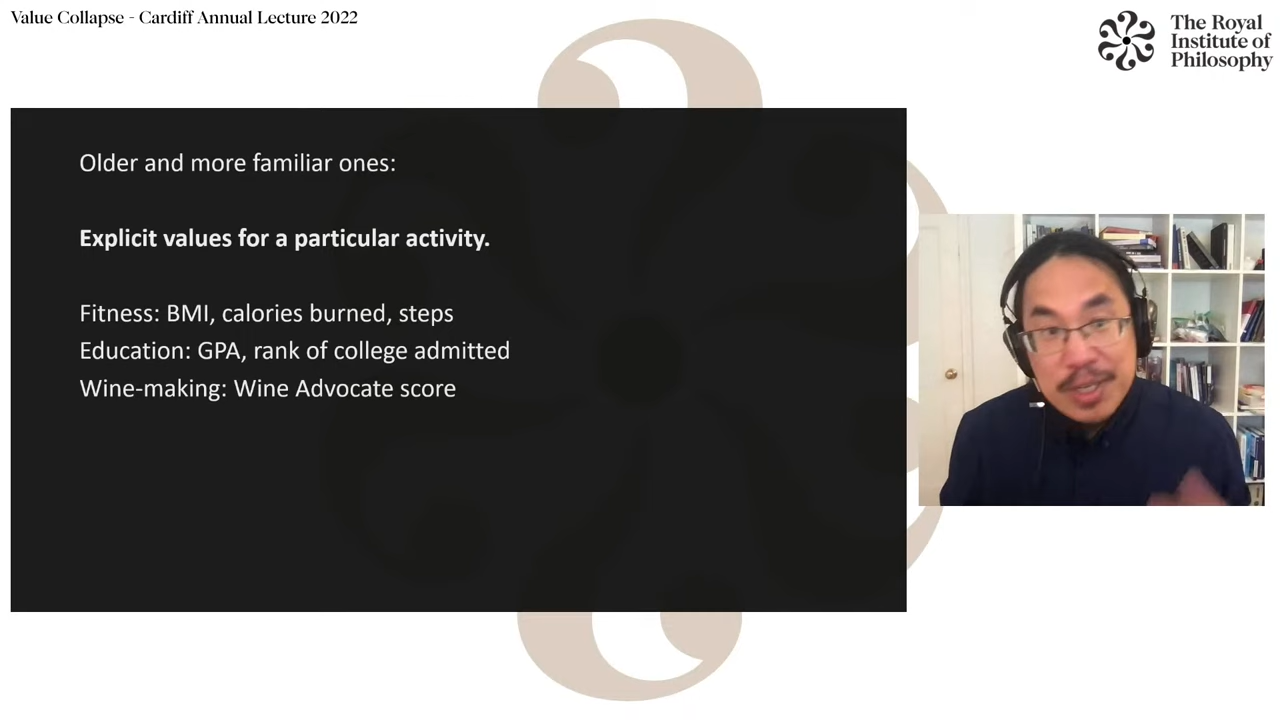 Value Collapse - Cardiff Annual Lecture 2022
The Royal
Institute of
Philosophy
Older and more familiar ones:
Explicit values for a particular activity.
Fitness: BMI, calories burned, steps
Education: GPA, rank of college admitted
Wine-making: Wine Advocate score